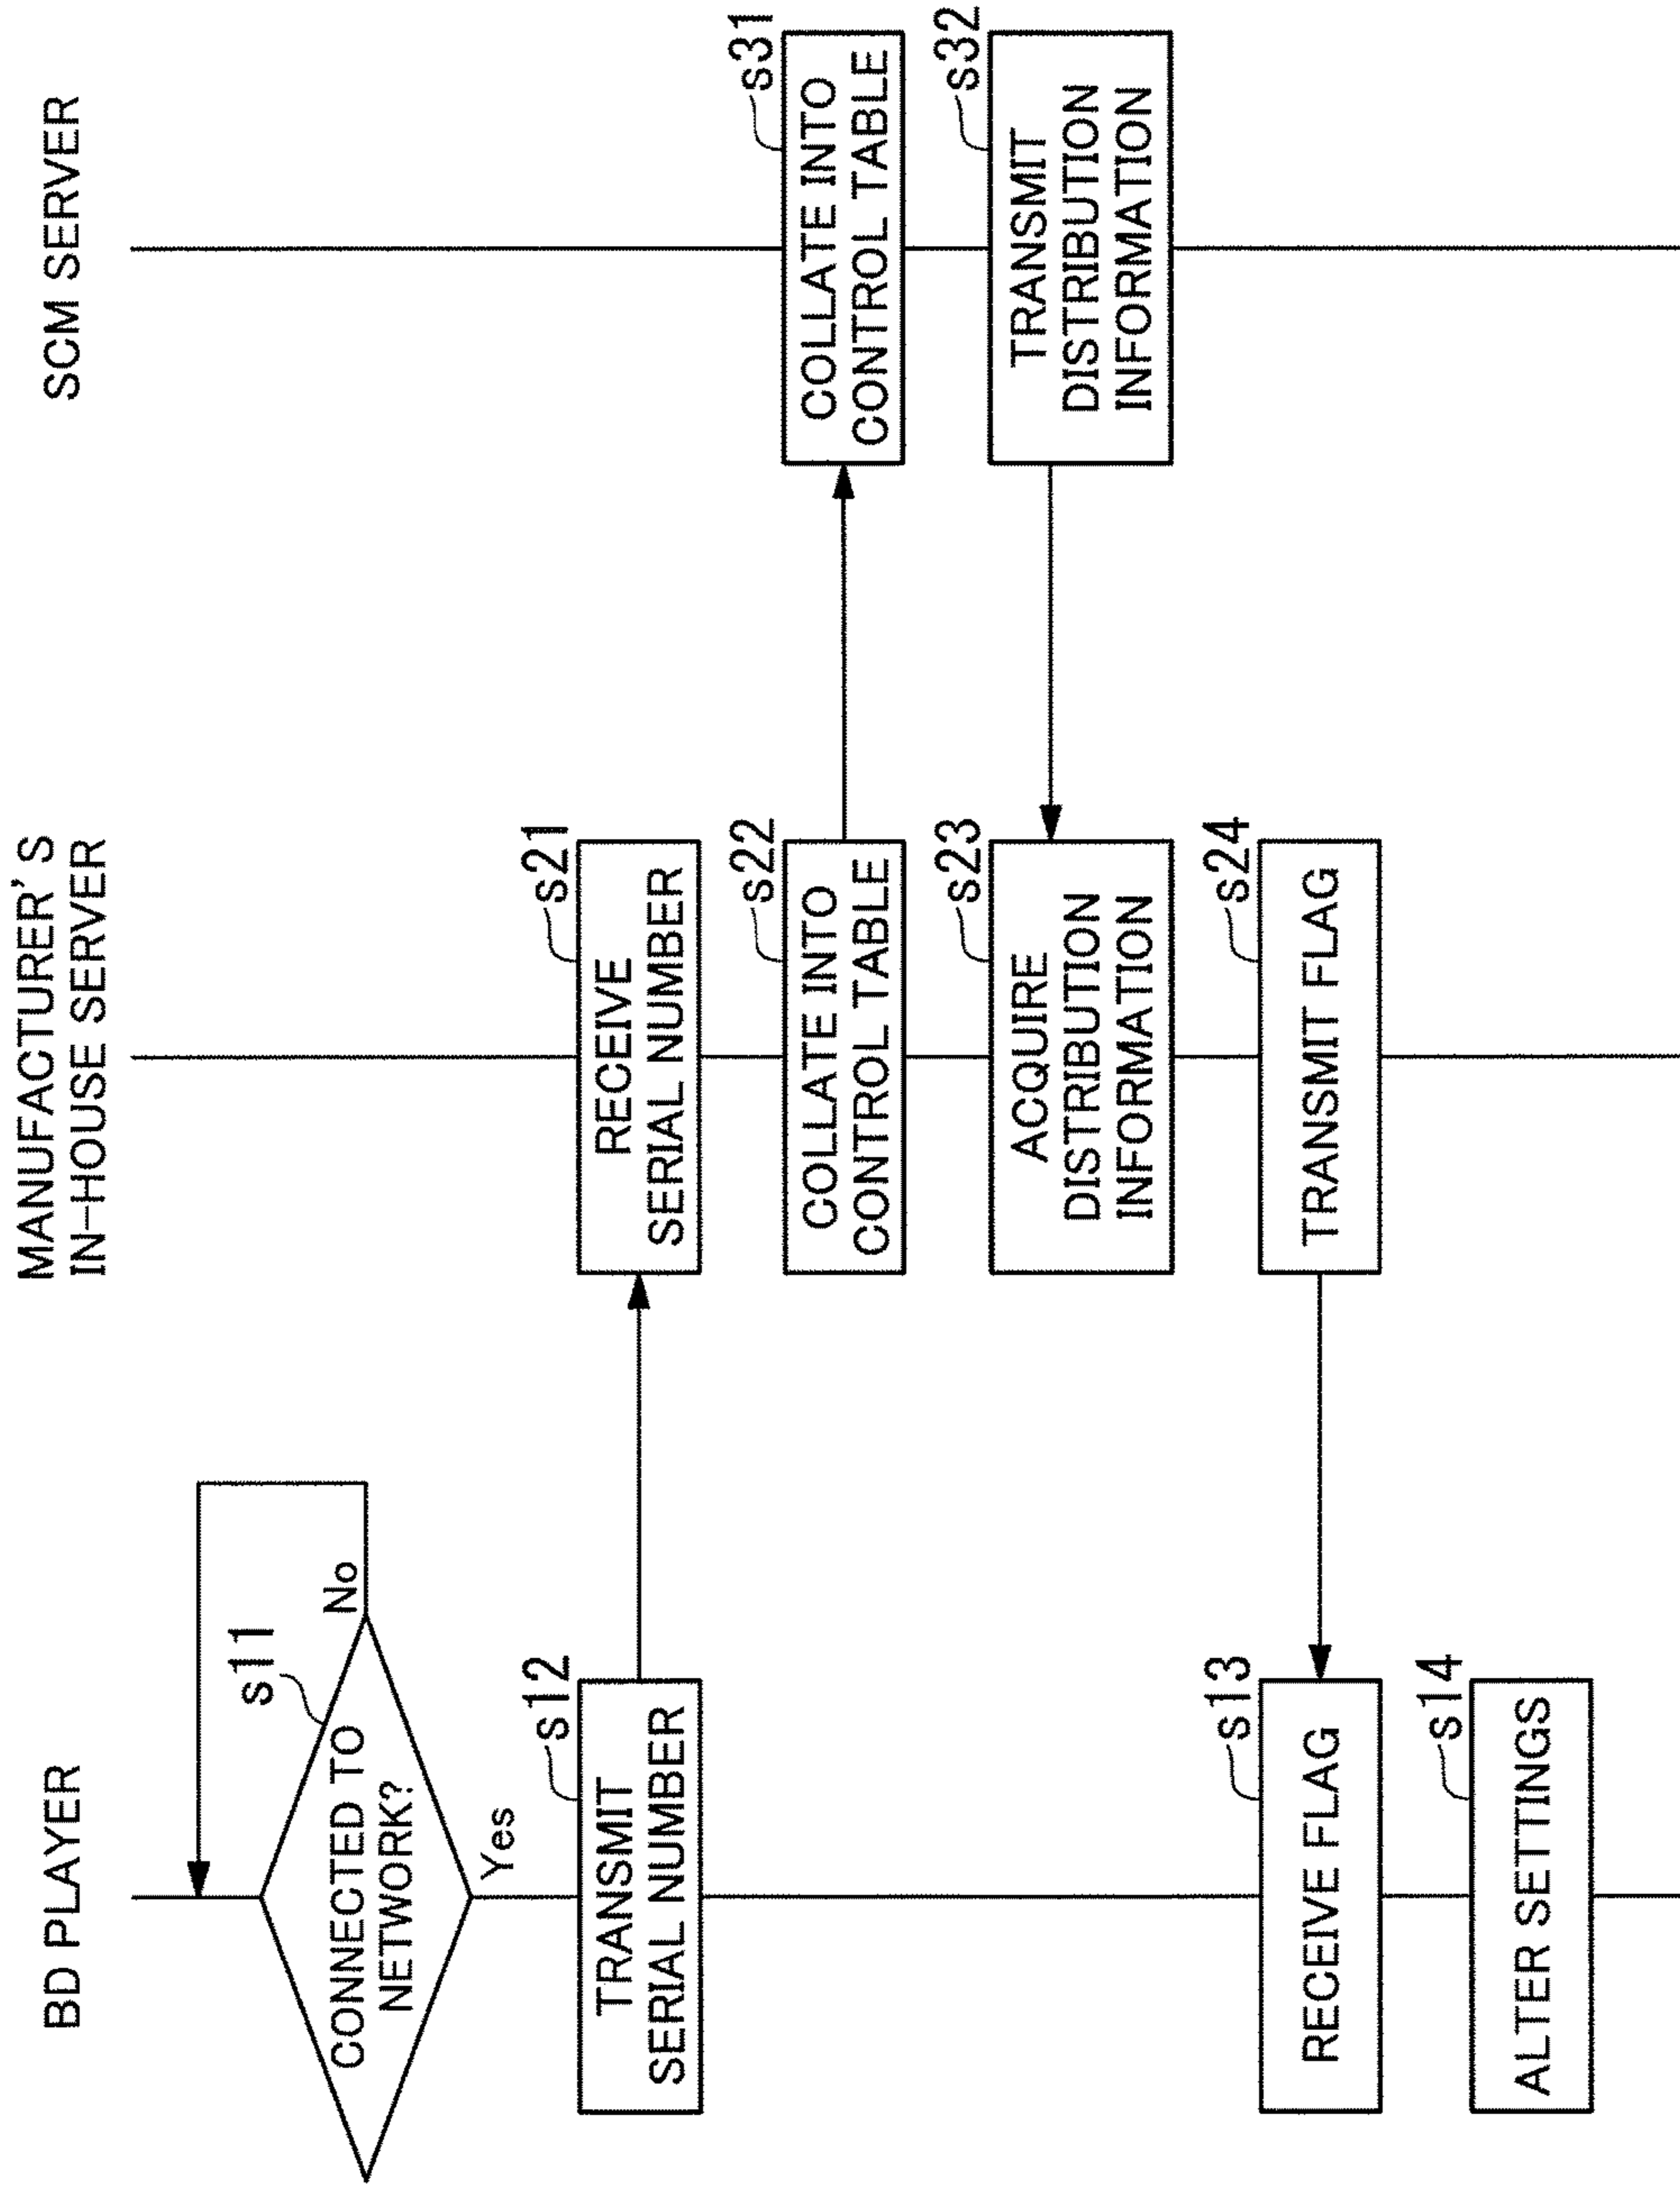 BD PLAYER
MANUFACTURER'S
IN-HOUSE SERVER
SCM SERVER
s11
CONNECTED TO
NETWORK?
No
Yes
s12
TRANSMIT
SERIAL NUMBER
s21
RECEIVE
SERIAL NUMBER
s22
COLLATE INTO
CONTROL TABLE
s31
COLLATE INTO
CONTROL TABLE
s23
ACQUIRE
DISTRIBUTION
INFORMATION
s32
TRANSMIT
DISTRIBUTION
INFORMATION
s13
RECEIVE FLAG
s24
TRANSMIT FLAG
s14
ALTER SETTINGS